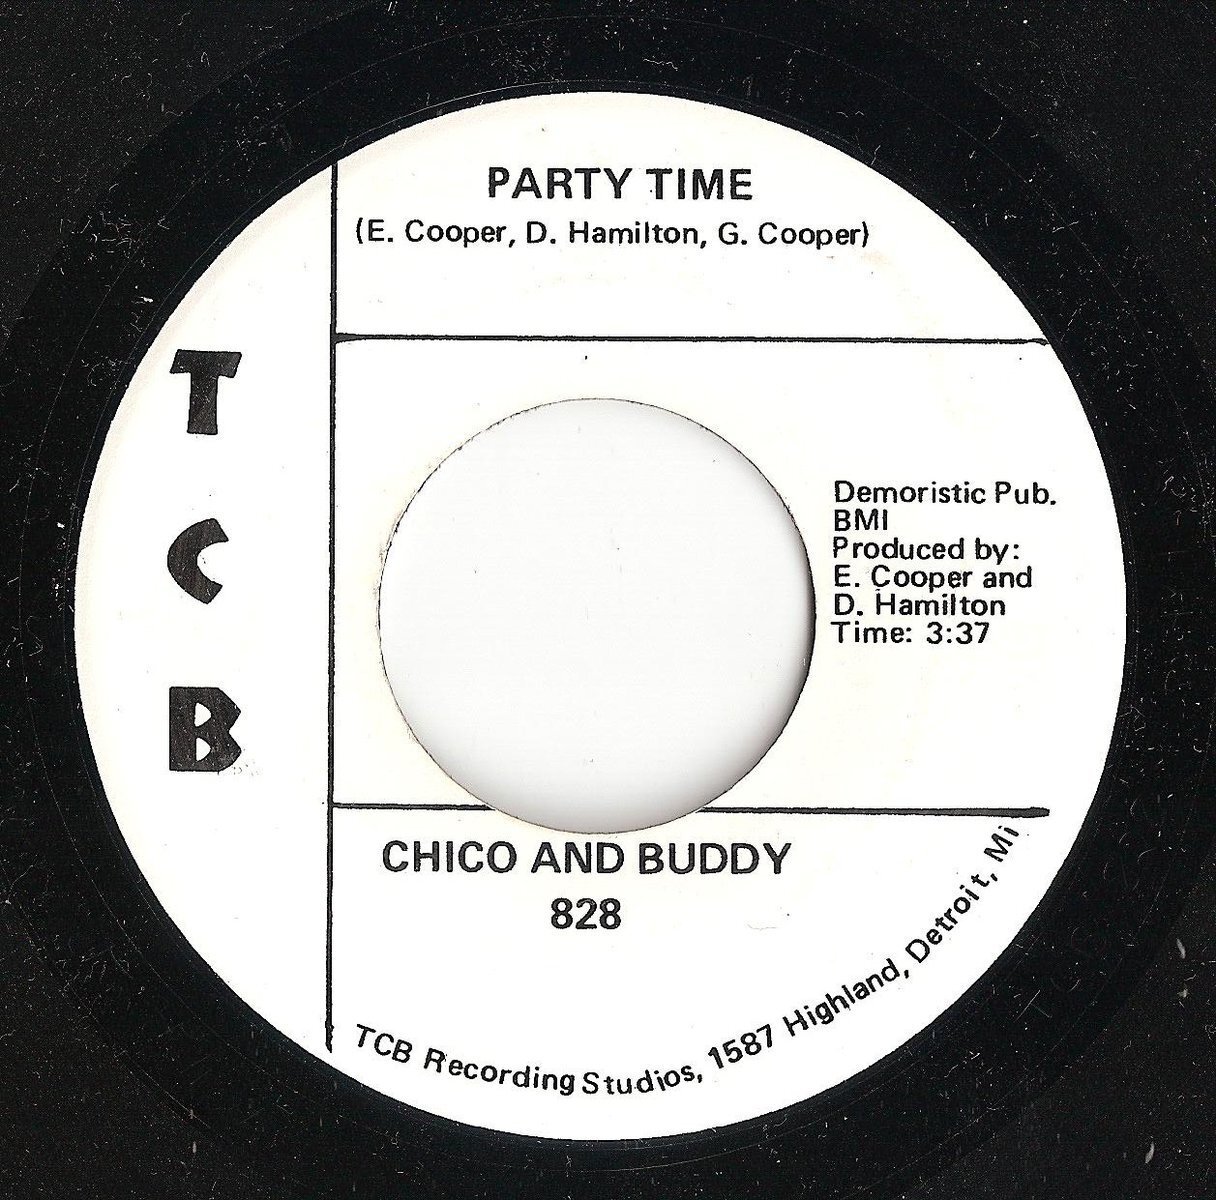 PARTY TIME
(E. Cooper, D. Hamilton, G. Cooper)
T
C
B
Demoristic Pub.
BMI
Produced by:
E. Cooper and
D. Hamilton
Time: 3:37
CHICO AND BUDDY
828
TCB Recording Studios, 1587 Highland, Detroit, Mi